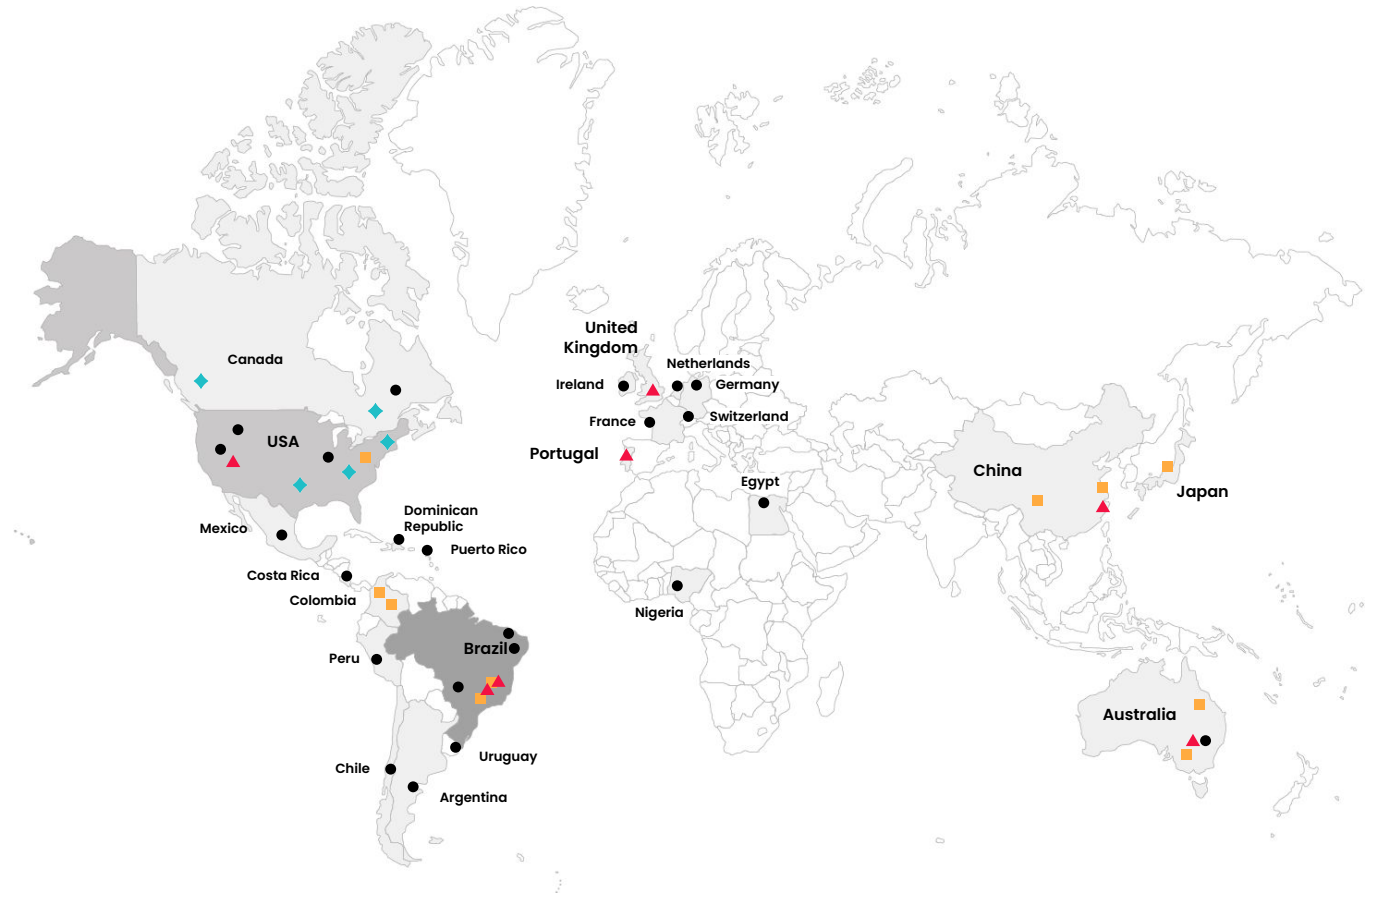 United
Kingdom
Canada
Netherlands
Ireland
Germany
France
Switzerland
USA
Portugal
China
Egypt
Japan
Mexico
Dominican
Republic
Puerto Rico
Costa Rica
Colombia
Nigeria
Brazil
Peru
Australia
Uruguay
Chile
Argentina